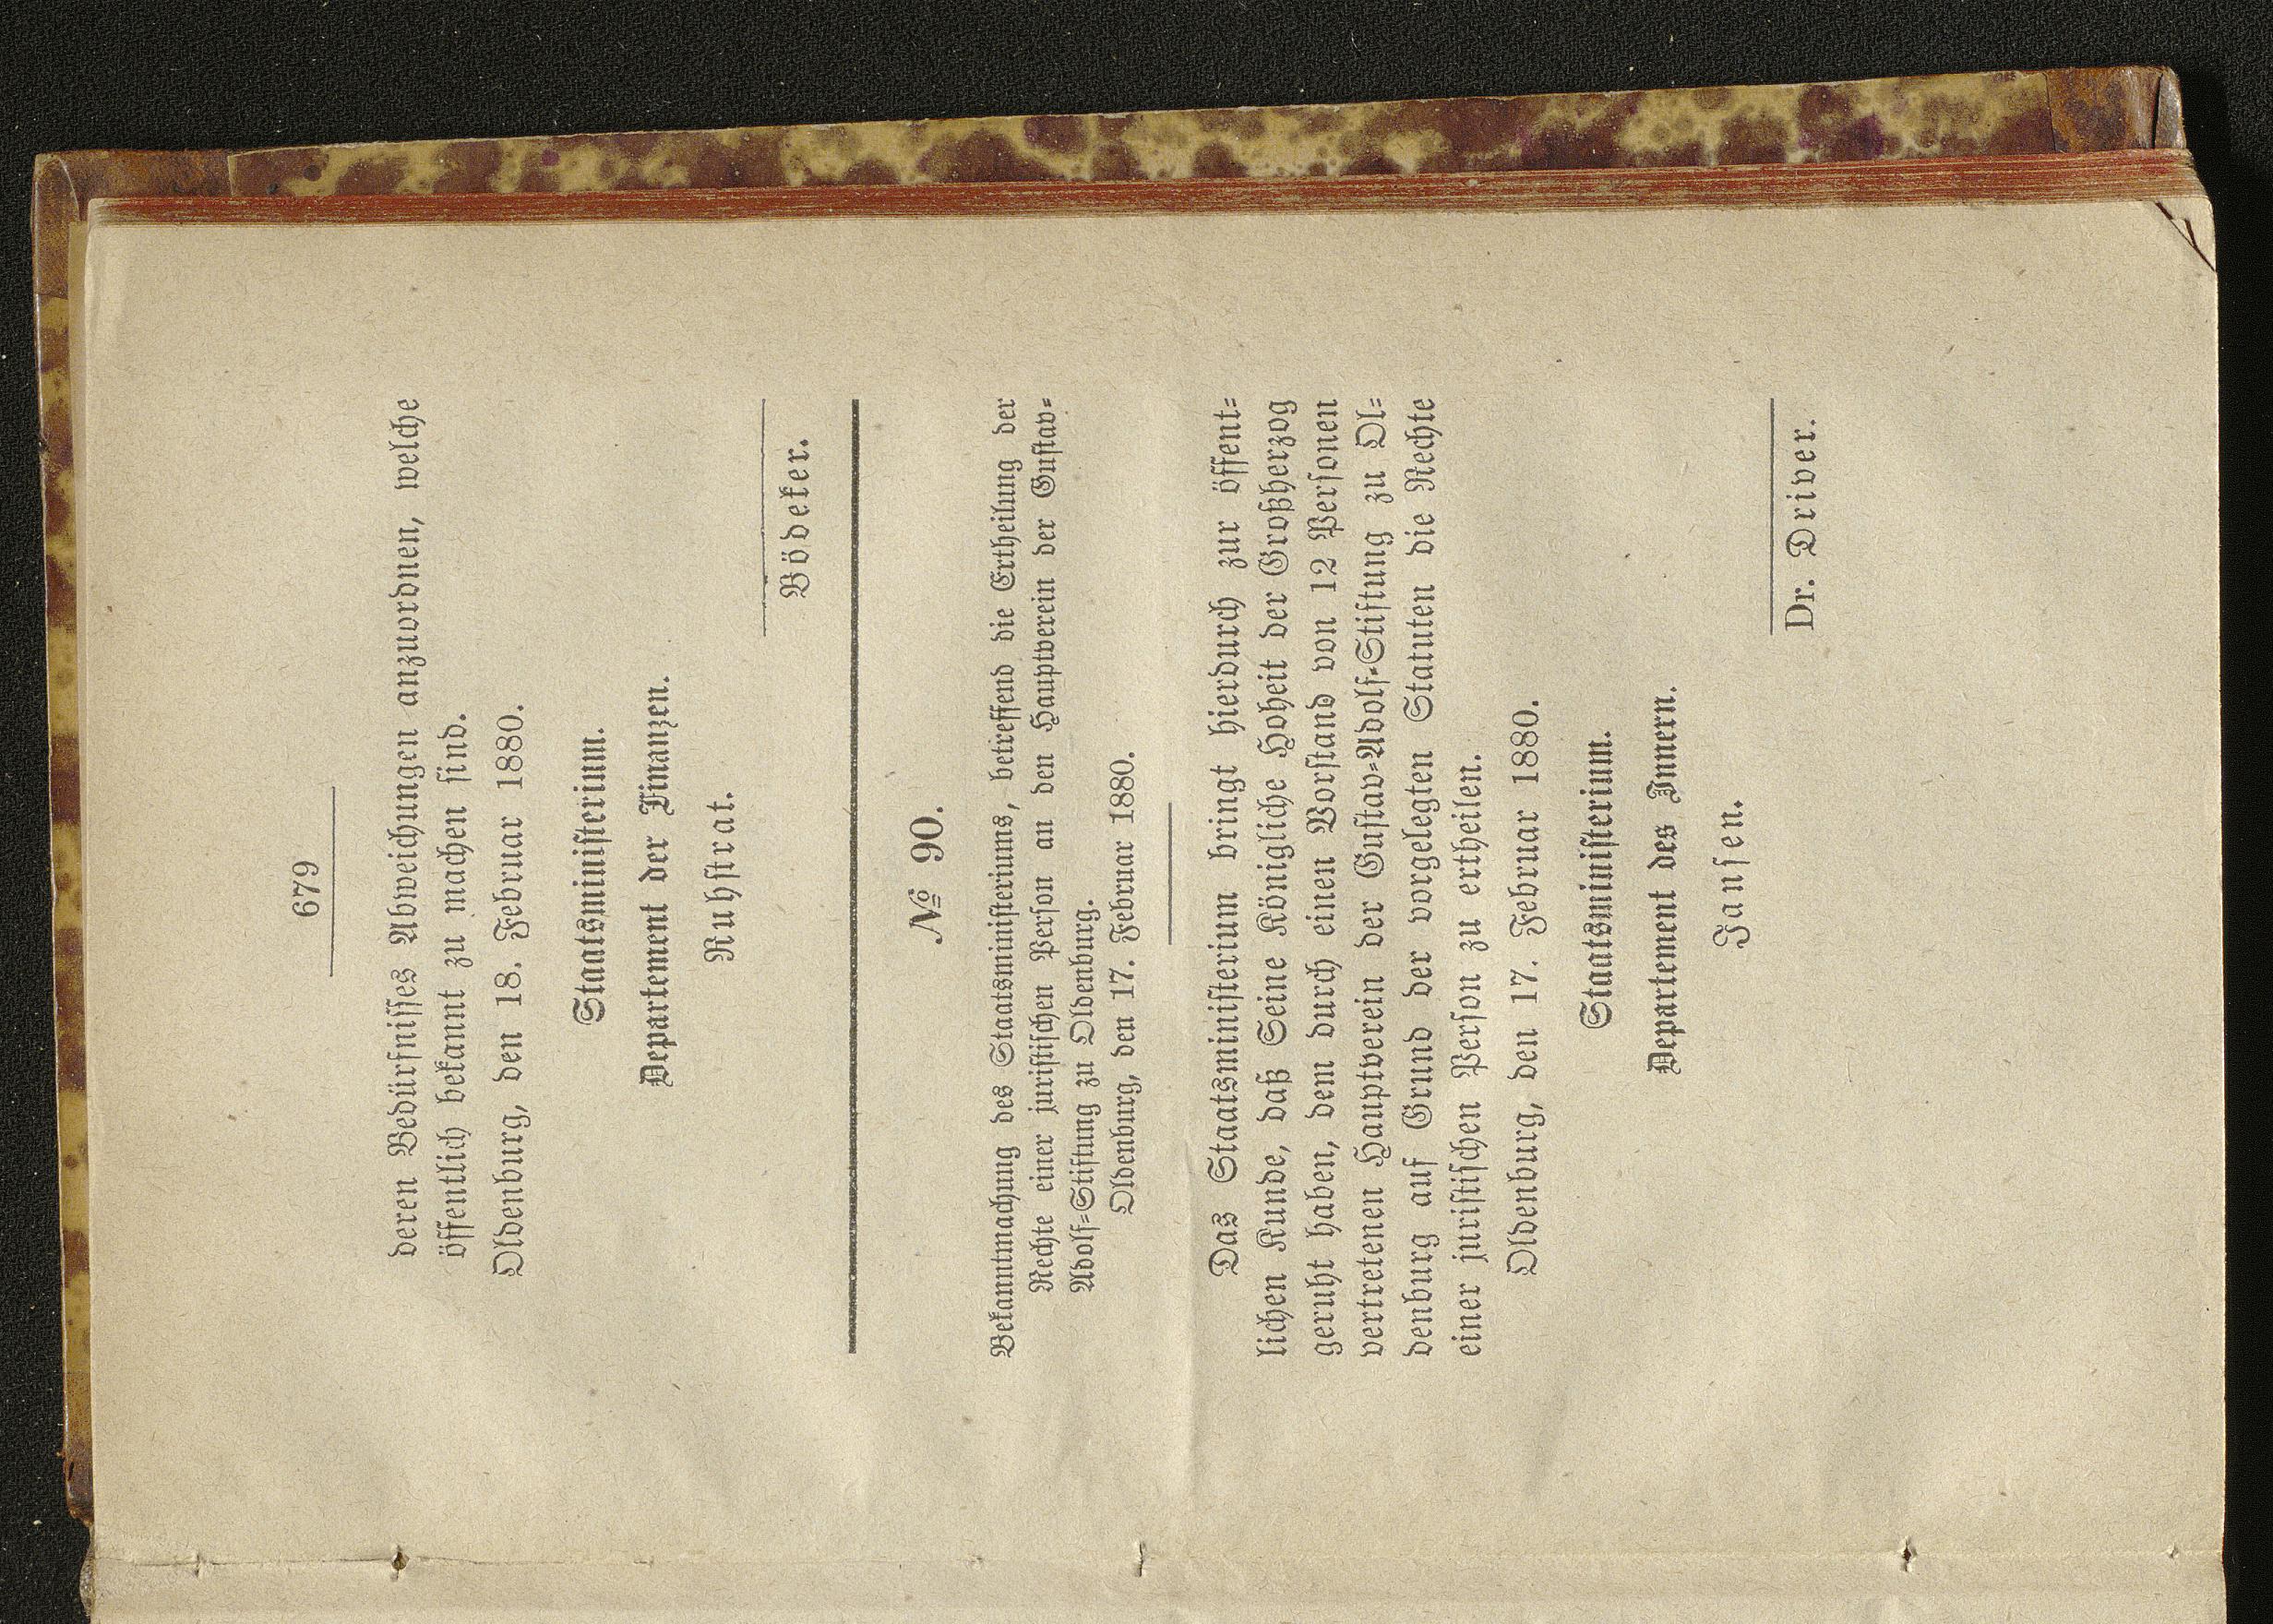 679
deren Bedürfnisses Abweichungen anzuordnen, welche
öffentlich bekannt zu machen sind.
Oldenburg, den 18. Februar 1880.
Staatsministerium.
Departement der Finanzen.
Ruhstrat.
Bödeker.
№ 90.
Bekanntmachung des Staatsministeriums, betreffend die Ertheilung der
Rechte einer juristischen Person an den Hauptverein der Gustav-
Adolf-Stiftung zu Oldenburg.
Oldenburg, den 17. Februar 1880.
Das Staatsministerium bringt hierdurch zur öffent-
lichen Kunde, daß Seine Königliche Hoheit der Großherzog
geruht haben, dem durch einen Vorstand von 12 Personen
vertretenen Hauptverein der Gustav-Adolf-Stiftung zu Ol-
denburg auf Grund der vorgelegten Statuten die Rechte
einer juristischen Person zu ertheilen.
Oldenburg, den 17. Februar 1880.
Staatsministerium.
Departement des Innern.
Jansen.
Dr. Driver.